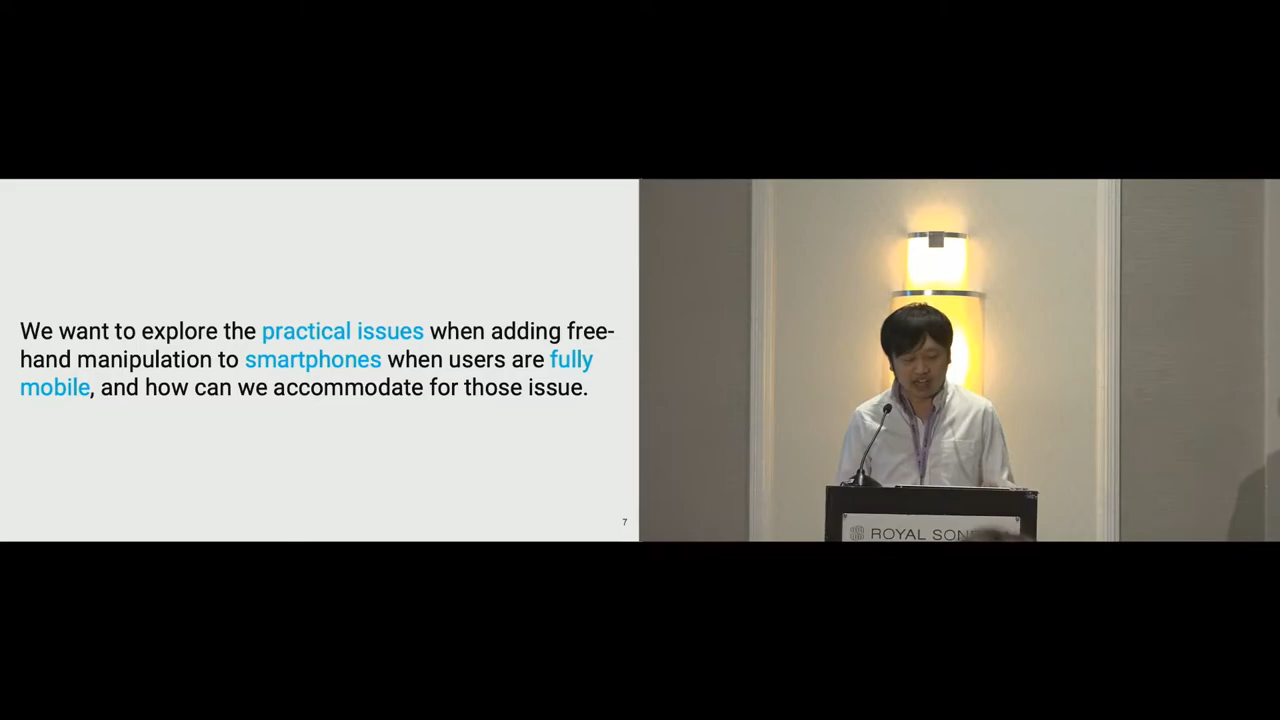 We want to explore the practical issues when adding free-
hand manipulation to smartphones when users are fully
mobile, and how can we accommodate for those issue.
7
ROYAL